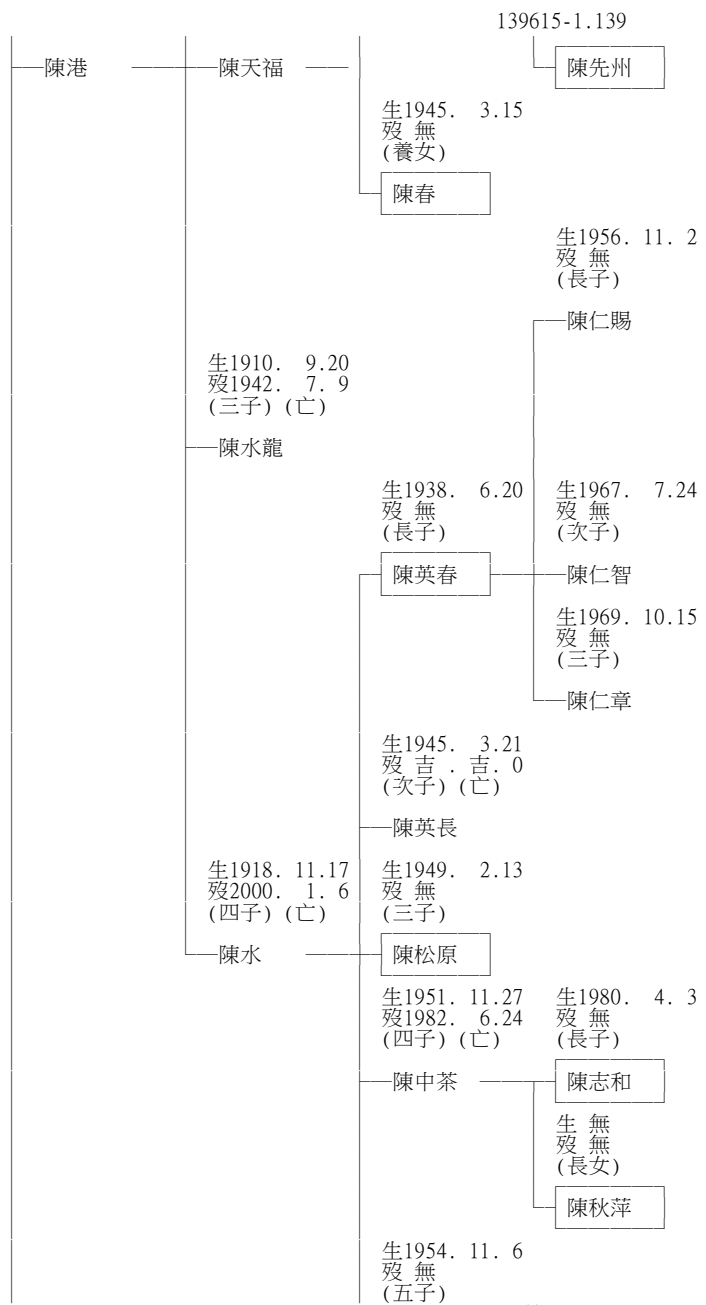 139615-1.139
陳港
陳天福
陳先州
生1945. 3.15
歿 無
(養女)
陳春
生1956. 11. 2
歿 無
(長子)
陳仁賜
生1910. 9.20
歿1942. 7. 9
(三子)(亡)
陳水龍
生1938. 6.20
歿 無
(長子)
陳英春
生1967. 7.24
歿 無
(次子)
陳仁智
生1969. 10.15
歿 無
(三子)
陳仁章
生1945. 3.21
歿 吉 . 吉. 0
(次子)(亡)
陳英長
生1918. 11.17
歿2000. 1. 6
(四子)(亡)
陳水
生1949. 2.13
歿 無
(三子)
陳松原
生1951. 11.27
歿1982. 6.24
(四子)(亡)
陳中茶
生1980. 4. 3
歿 無
(長子)
陳志和
生 無
歿 無
(長女)
陳秋萍
生1954. 11. 6
歿 無
(五子)